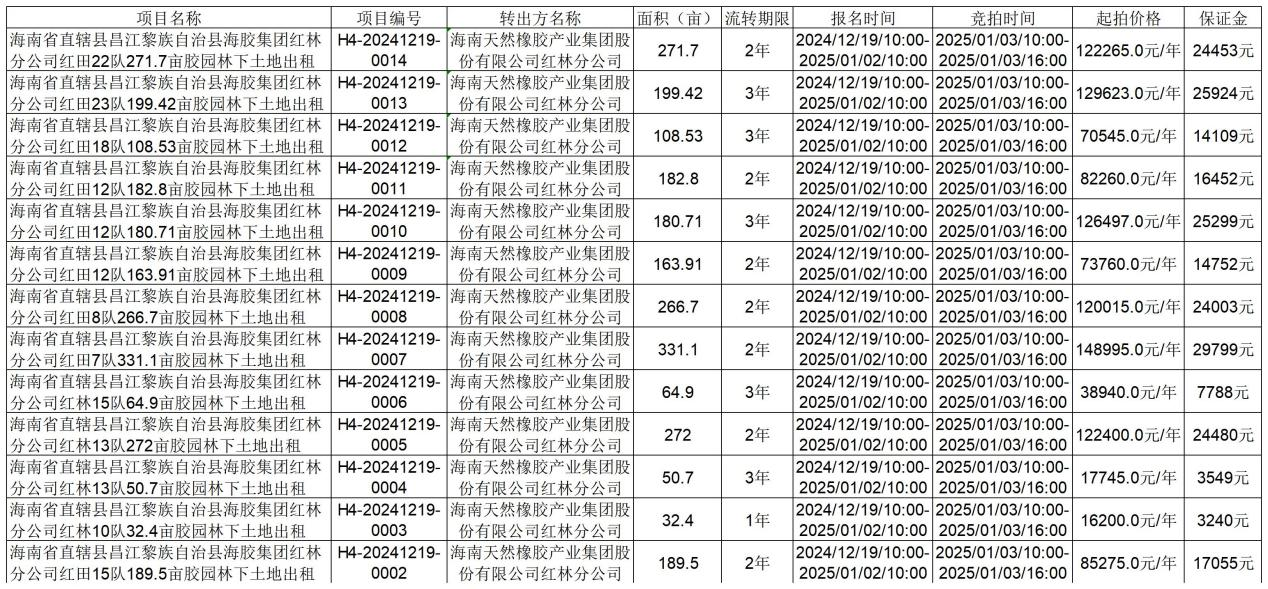 项目名称 项目编号 转出方名称 面积（亩） 流转期限 报名时间 竞拍时间 起拍价格 保证金
海南省直辖县昌江黎族自治县海胶集团红林 H4-20241219- 海南天然橡胶产业集团股 271.7 2年 2024/12/19/10:00- 2025/01/03/10:00- 122265.0元/年 24453元
分公司红田22队271.7亩胶园林下土地出租 0014 份有限公司红林分公司 2025/01/02/10:00 2025/01/03/16:00
海南省直辖县昌江黎族自治县海胶集团红林 H4-20241219- 海南天然橡胶产业集团股 199.42 3年 2024/12/19/10:00- 2025/01/03/10:00- 129623.0元/年 25924元
分公司红田23队199.42亩胶园林下土地出租 0013 份有限公司红林分公司 2025/01/02/10:00 2025/01/03/16:00
海南省直辖县昌江黎族自治县海胶集团红林 H4-20241219- 海南天然橡胶产业集团股 108.53 3年 2024/12/19/10:00- 2025/01/03/10:00- 70545.0元/年 14109元
分公司红田18队108.53亩胶园林下土地出租 0012 份有限公司红林分公司 2025/01/02/10:00 2025/01/03/16:00
海南省直辖县昌江黎族自治县海胶集团红林 H4-20241219- 海南天然橡胶产业集团股 182.8 2年 2024/12/19/10:00- 2025/01/03/10:00- 82260.0元/年 16452元
分公司红田12队182.8亩胶园林下土地出租 0011 份有限公司红林分公司 2025/01/02/10:00 2025/01/03/16:00
海南省直辖县昌江黎族自治县海胶集团红林 H4-20241219- 海南天然橡胶产业集团股 180.71 3年 2024/12/19/10:00- 2025/01/03/10:00- 126497.0元/年 25299元
分公司红田12队180.71亩胶园林下土地出租 0010 份有限公司红林分公司 2025/01/02/10:00 2025/01/03/16:00
海南省直辖县昌江黎族自治县海胶集团红林 H4-20241219- 海南天然橡胶产业集团股 163.91 2年 2024/12/19/10:00- 2025/01/03/10:00- 73760.0元/年 14752元
分公司红田12队163.91亩胶园林下土地出租 0009 份有限公司红林分公司 2025/01/02/10:00 2025/01/03/16:00
海南省直辖县昌江黎族自治县海胶集团红林 H4-20241219- 海南天然橡胶产业集团股 266.7 2年 2024/12/19/10:00- 2025/01/03/10:00- 120015.0元/年 24003元
分公司红田8队266.7亩胶园林下土地出租 0008 份有限公司红林分公司 2025/01/02/10:00 2025/01/03/16:00
海南省直辖县昌江黎族自治县海胶集团红林 H4-20241219- 海南天然橡胶产业集团股 331.1 2年 2024/12/19/10:00- 2025/01/03/10:00- 148995.0元/年 29799元
分公司红田7队331.1亩胶园林下土地出租 0007 份有限公司红林分公司 2025/01/02/10:00 2025/01/03/16:00
海南省直辖县昌江黎族自治县海胶集团红林 H4-20241219- 海南天然橡胶产业集团股 64.9 3年 2024/12/19/10:00- 2025/01/03/10:00- 38940.0元/年 7788元
分公司红林15队64.9亩胶园林下土地出租 0006 份有限公司红林分公司 2025/01/02/10:00 2025/01/03/16:00
海南省直辖县昌江黎族自治县海胶集团红林 H4-20241219- 海南天然橡胶产业集团股 272 2年 2024/12/19/10:00- 2025/01/03/10:00- 122400.0元/年 24480元
分公司红林13队272亩胶园林下土地出租 0005 份有限公司红林分公司 2025/01/02/10:00 2025/01/03/16:00
海南省直辖县昌江黎族自治县海胶集团红林 H4-20241219- 海南天然橡胶产业集团股 50.7 3年 2024/12/19/10:00- 2025/01/03/10:00- 17745.0元/年 3549元
分公司红林13队50.7亩胶园林下土地出租 0004 份有限公司红林分公司 2025/01/02/10:00 2025/01/03/16:00
海南省直辖县昌江黎族自治县海胶集团红林 H4-20241219- 海南天然橡胶产业集团股 32.4 1年 2024/12/19/10:00- 2025/01/03/10:00- 16200.0元/年 3240元
分公司红林10队32.4亩胶园林下土地出租 0003 份有限公司红林分公司 2025/01/02/10:00 2025/01/03/16:00
海南省直辖县昌江黎族自治县海胶集团红林 H4-20241219- 海南天然橡胶产业集团股 189.5 2年 2024/12/19/10:00- 2025/01/03/10:00- 85275.0元/年 17055元
分公司红田15队189.5亩胶园林下土地出租 0002 份有限公司红林分公司 2025/01/02/10:00 2025/01/03/16:00